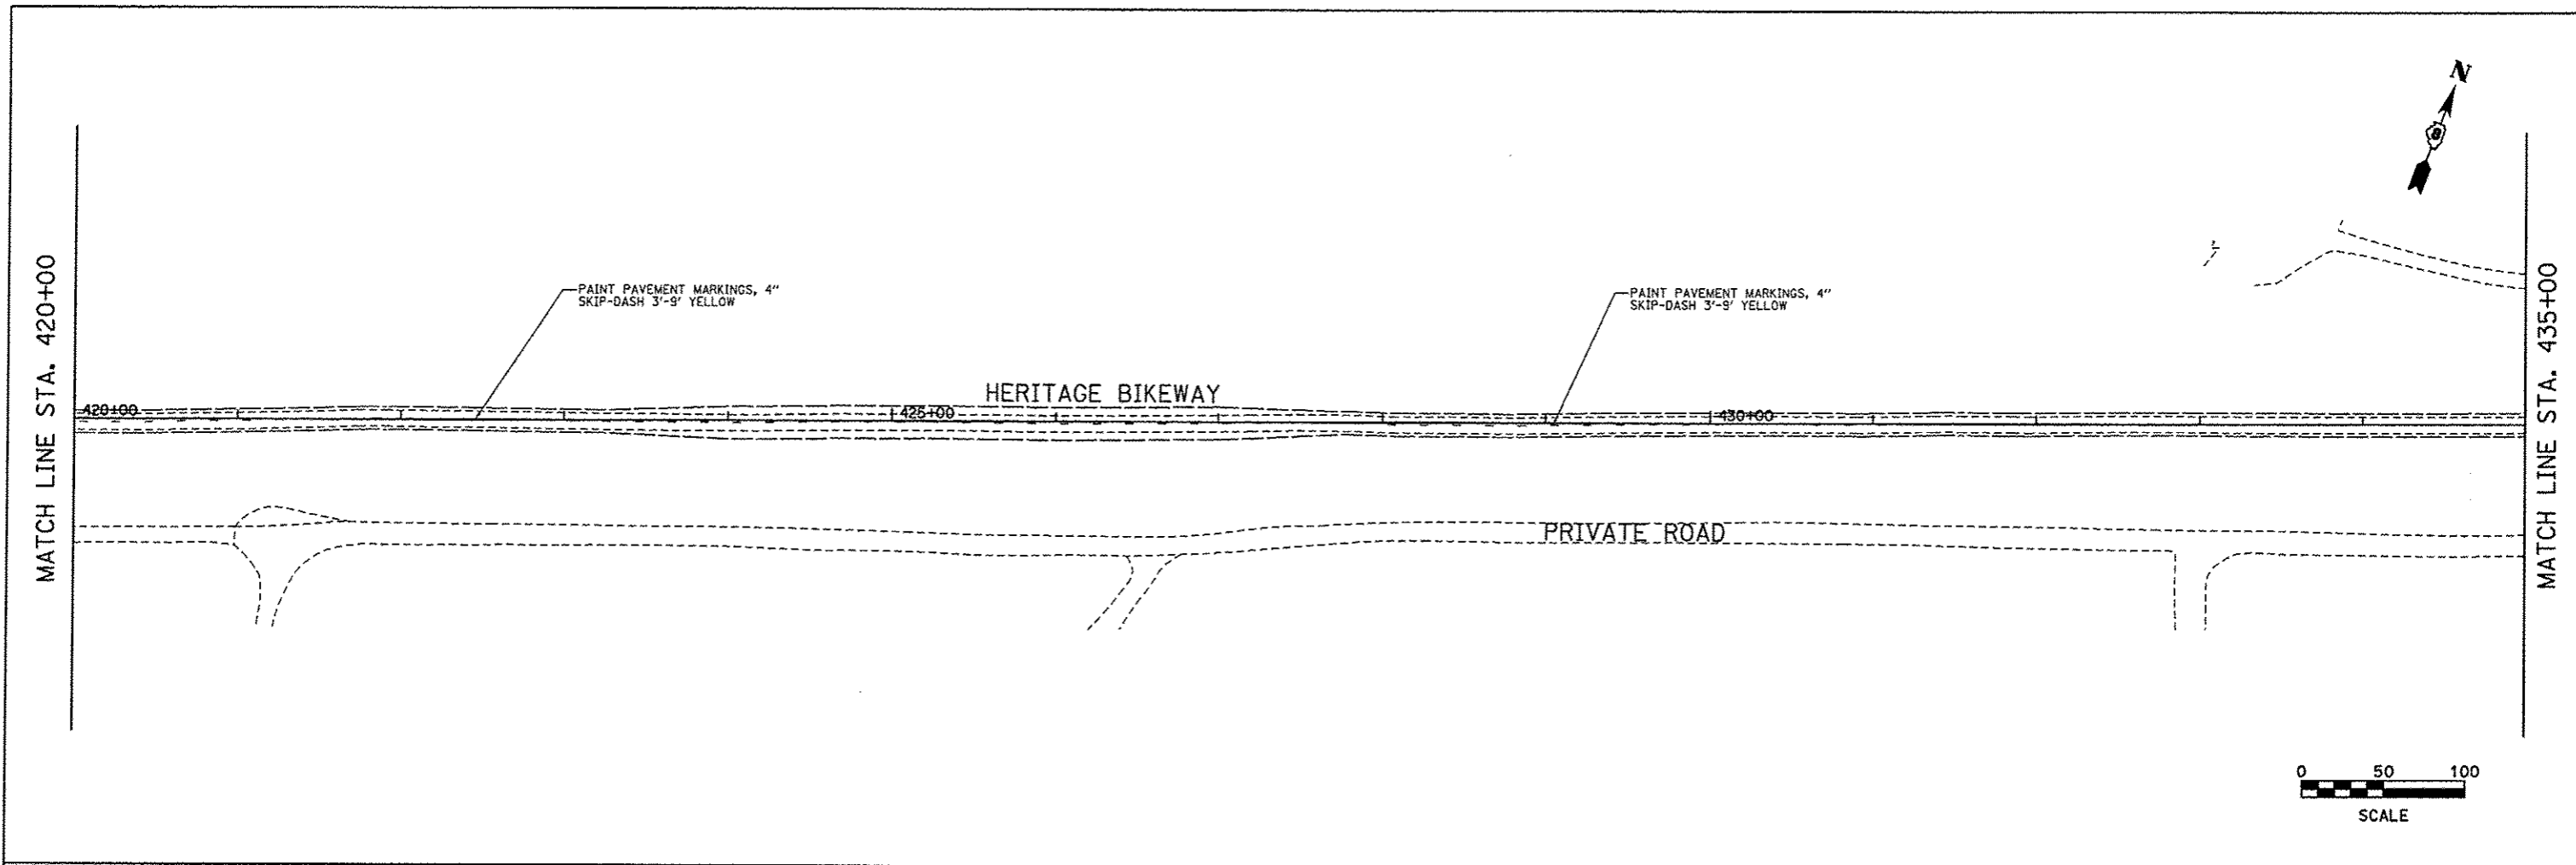 N
8
MATCH LINE STA. 420+00
PAINT PAVEMENT MARKINGS, 4"
SKIP-DASH 3'-9' YELLOW
PAINT PAVEMENT MARKINGS, 4"
SKIP-DASH 3'-9' YELLOW
MATCH LINE STA. 435+00
HERITAGE BIKEWAY
420+00
425+00
430+00
PRIVATE ROAD
0 50 100
SCALE